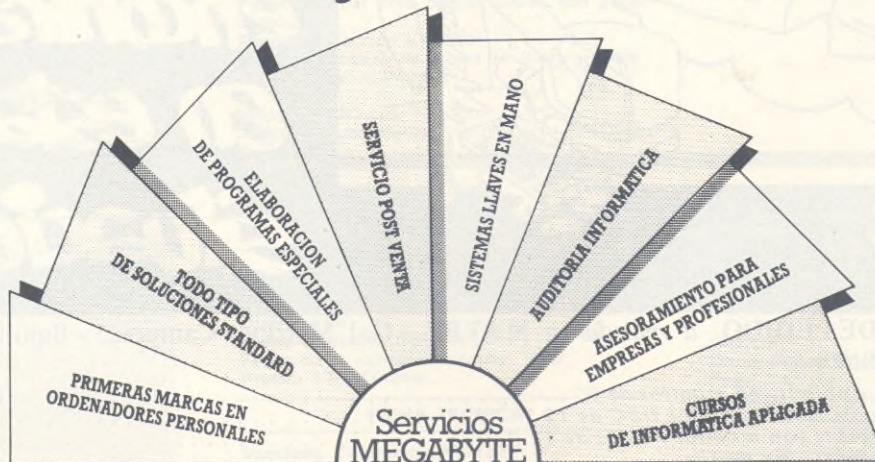 PRIMERAS MARCAS EN
ORDENADORES PERSONALES
TODO TIPO
DE SOLUCIONES STANDARD
ELABORACION
DE PROGRAMAS ESPECIALES
SERVICIO POST VENTA
SISTEMAS LLAVES EN MANO
AUDITORIA INFORMATICA
ASESORAMIENTO PARA
EMPRESAS Y PROFESIONALES
CURSOS
DE INFORMATICA APLICADA
Servicios
MEGABYTE